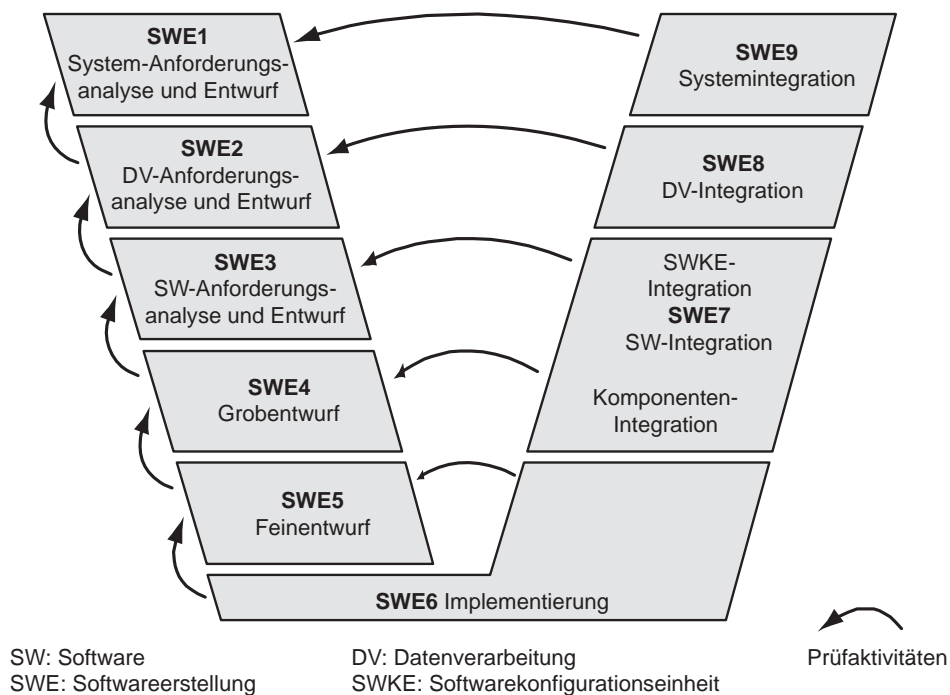 SWE1
System-Anforderungs-
analyse und Entwurf
SWE2
DV-Anforderungs-
analyse und Entwurf
SWE3
SW-Anforderungs-
analyse und Entwurf
SWE4
Grobentwurf
SWE5
Feinentwurf
SWE6 Implementierung
SWE9
Systemintegration
SWE8
DV-Integration
SWKE-
Integration
SWE7
SW-Integration
Komponenten-
Integration
SW: Software
SWE: Softwareerstellung
DV: Datenverarbeitung
SWKE: Softwarekonfigurationseinheit
Prüfaktivitäten